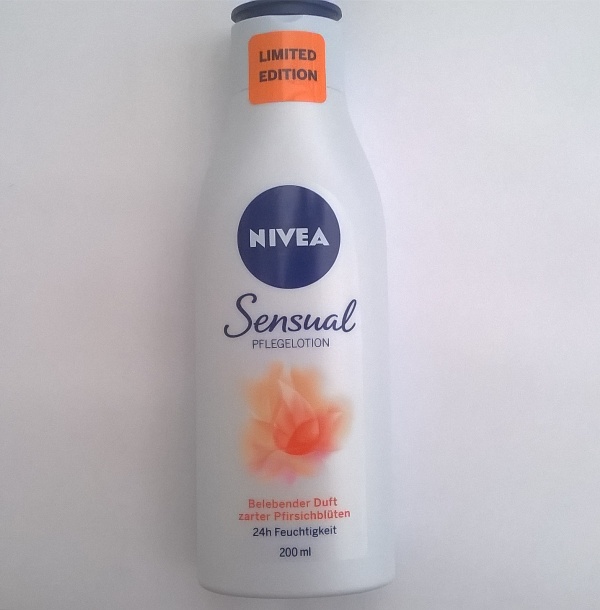 LIMITED
EDITION
NIVEA
Sensual
PFLEGELOTION
Belebender Duft
zarter Pfirsichblüten
24h Feuchtigkeit
200 ml